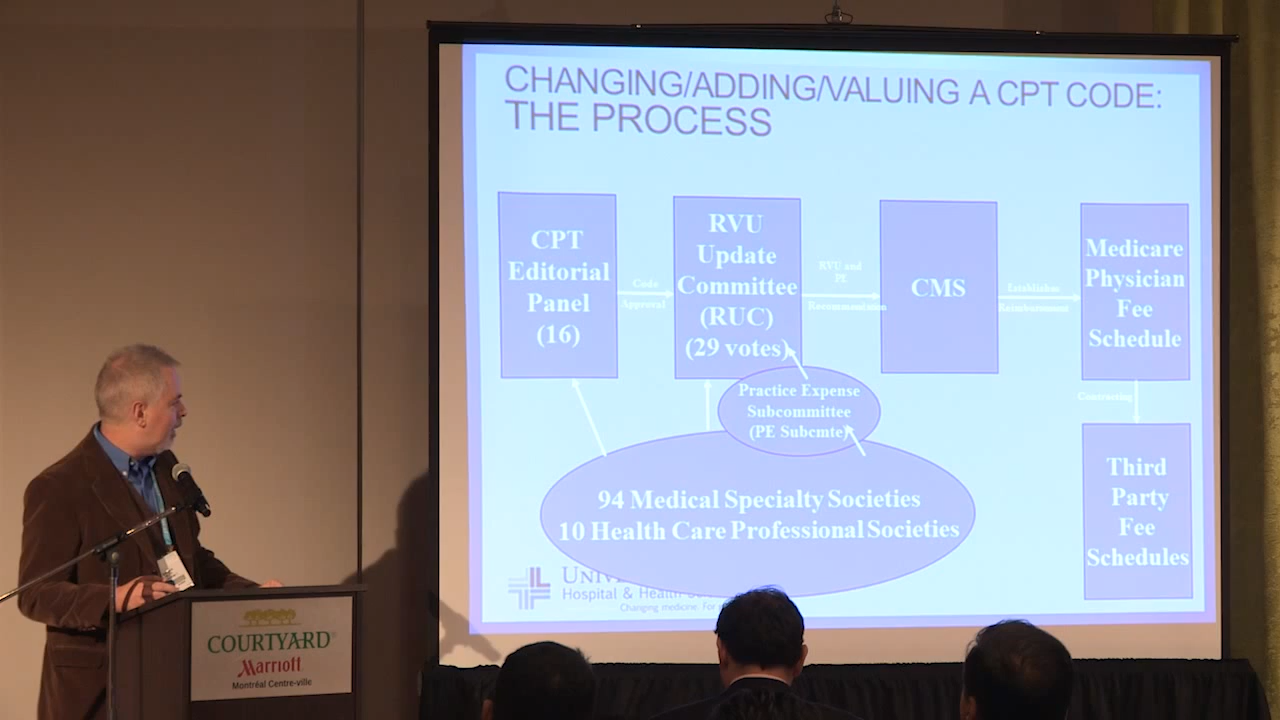 CHANGING/ADDING/VALUING A CPT CODE:
THE PROCESS
CPT
Editorial
Panel
(16)
Code
Approval
RVU
Update
Committee
(RUC)
(29 votes)
RVU and
PE
Recommendation
CMS
Establishes
Reimbursement
Medicare
Physician
Fee
Schedule
Contracting
Practice Expense
Subcommittee
(PE Subcmte)
94 Medical Specialty Societies
10 Health Care Professional Societies
Third
Party
Fee
Schedules
Hospital & Health
Changing medicine. For
COURTYARD®
Marriott
Montréal Centre-ville